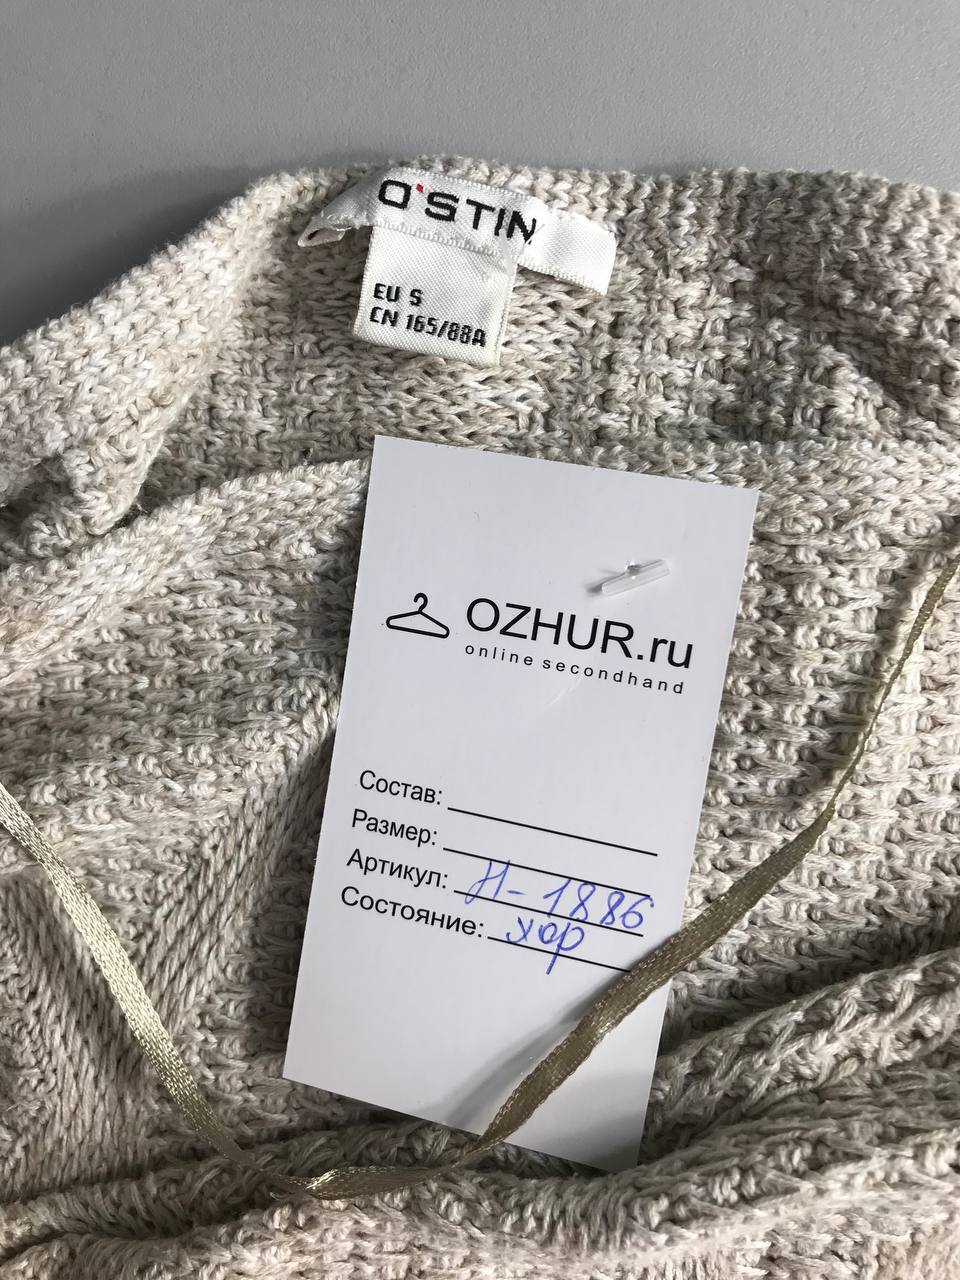 O'STIN
EU S
CN 165/88A
OZHUR.ru
online secondhand
Состав:
Размер:
Артикул: Н-1886
Состояние: хор